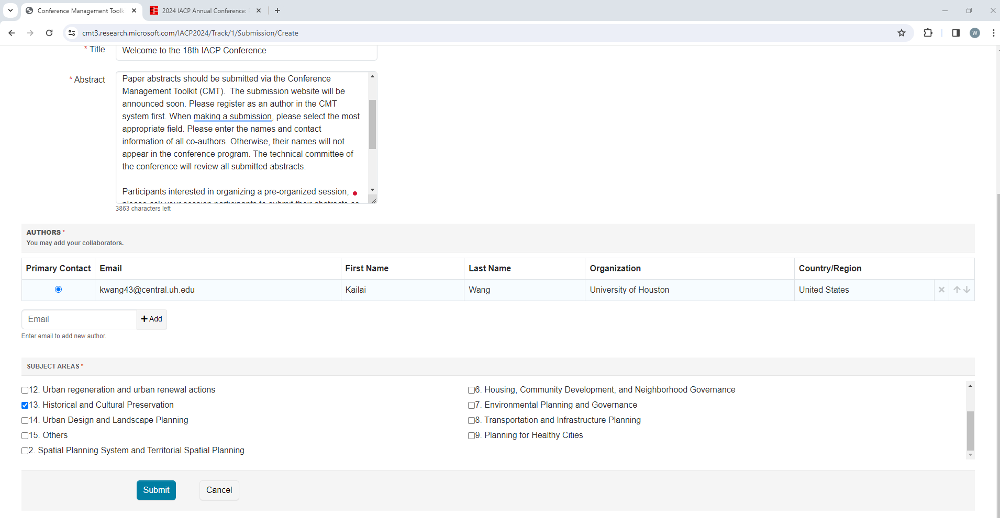 Conference Management Toolk
2024 IACP Annual Conference:
cmt3.research.microsoft.com/IACP2024/Track/1/Submission/Create
W
* Title
Welcome to the 18th IACP Conference
* Abstract
Paper abstracts should be submitted via the Conference
Management Toolkit (CMT).  The submission website will be
announced soon. Please register as an author in the CMT
system first. When making a submission, please select the most
appropriate field. Please enter the names and contact
information of all co-authors. Otherwise, their names will not
appear in the conference program. The technical committee of
the conference will review all submitted abstracts.
Participants interested in organizing a pre-organized session,
please ask your session participants to submit their abstracts as
3863 characters left
AUTHORS *
You may add your collaborators.
Primary Contact Email First Name Last Name Organization Country/Region
kwang43@central.uh.edu Kailai Wang University of Houston United States
Email + Add
Enter email to add new author.
SUBJECT AREAS *
12. Urban regeneration and urban renewal actions
13. Historical and Cultural Preservation
14. Urban Design and Landscape Planning
15. Others
2. Spatial Planning System and Territorial Spatial Planning
6. Housing, Community Development, and Neighborhood Governance
7. Environmental Planning and Governance
8. Transportation and Infrastructure Planning
9. Planning for Healthy Cities
Submit Cancel